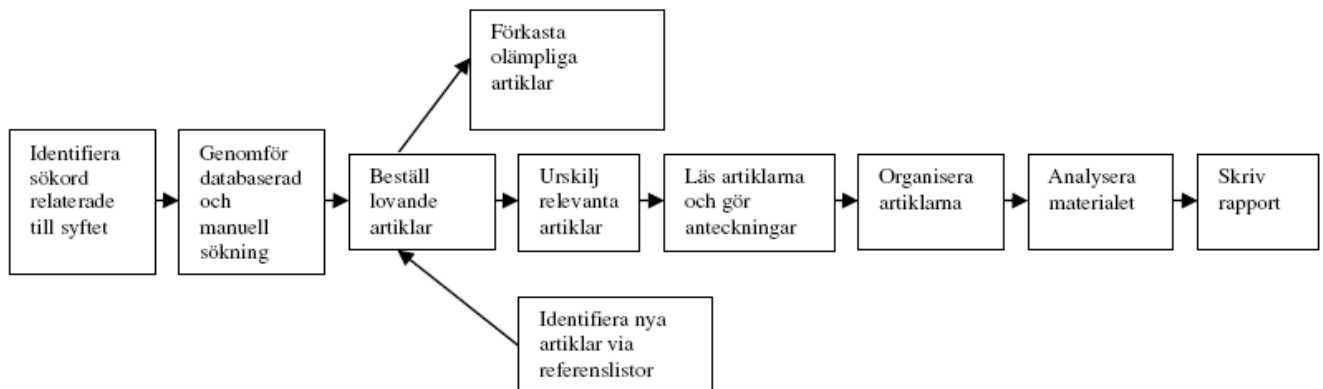 Förkasta
olämpliga
artiklar
Identifiera
sökord
relaterade
till syftet
Genomför
databaserad
och
manuell
sökning
Beställ
lovande
artiklar
Urskilj
relevanta
artiklar
Läs artiklarna
och gör
anteckningar
Organisera
artiklarna
Analysera
materialet
Skriv
rapport
Identifiera nya
artiklar via
referenslistor